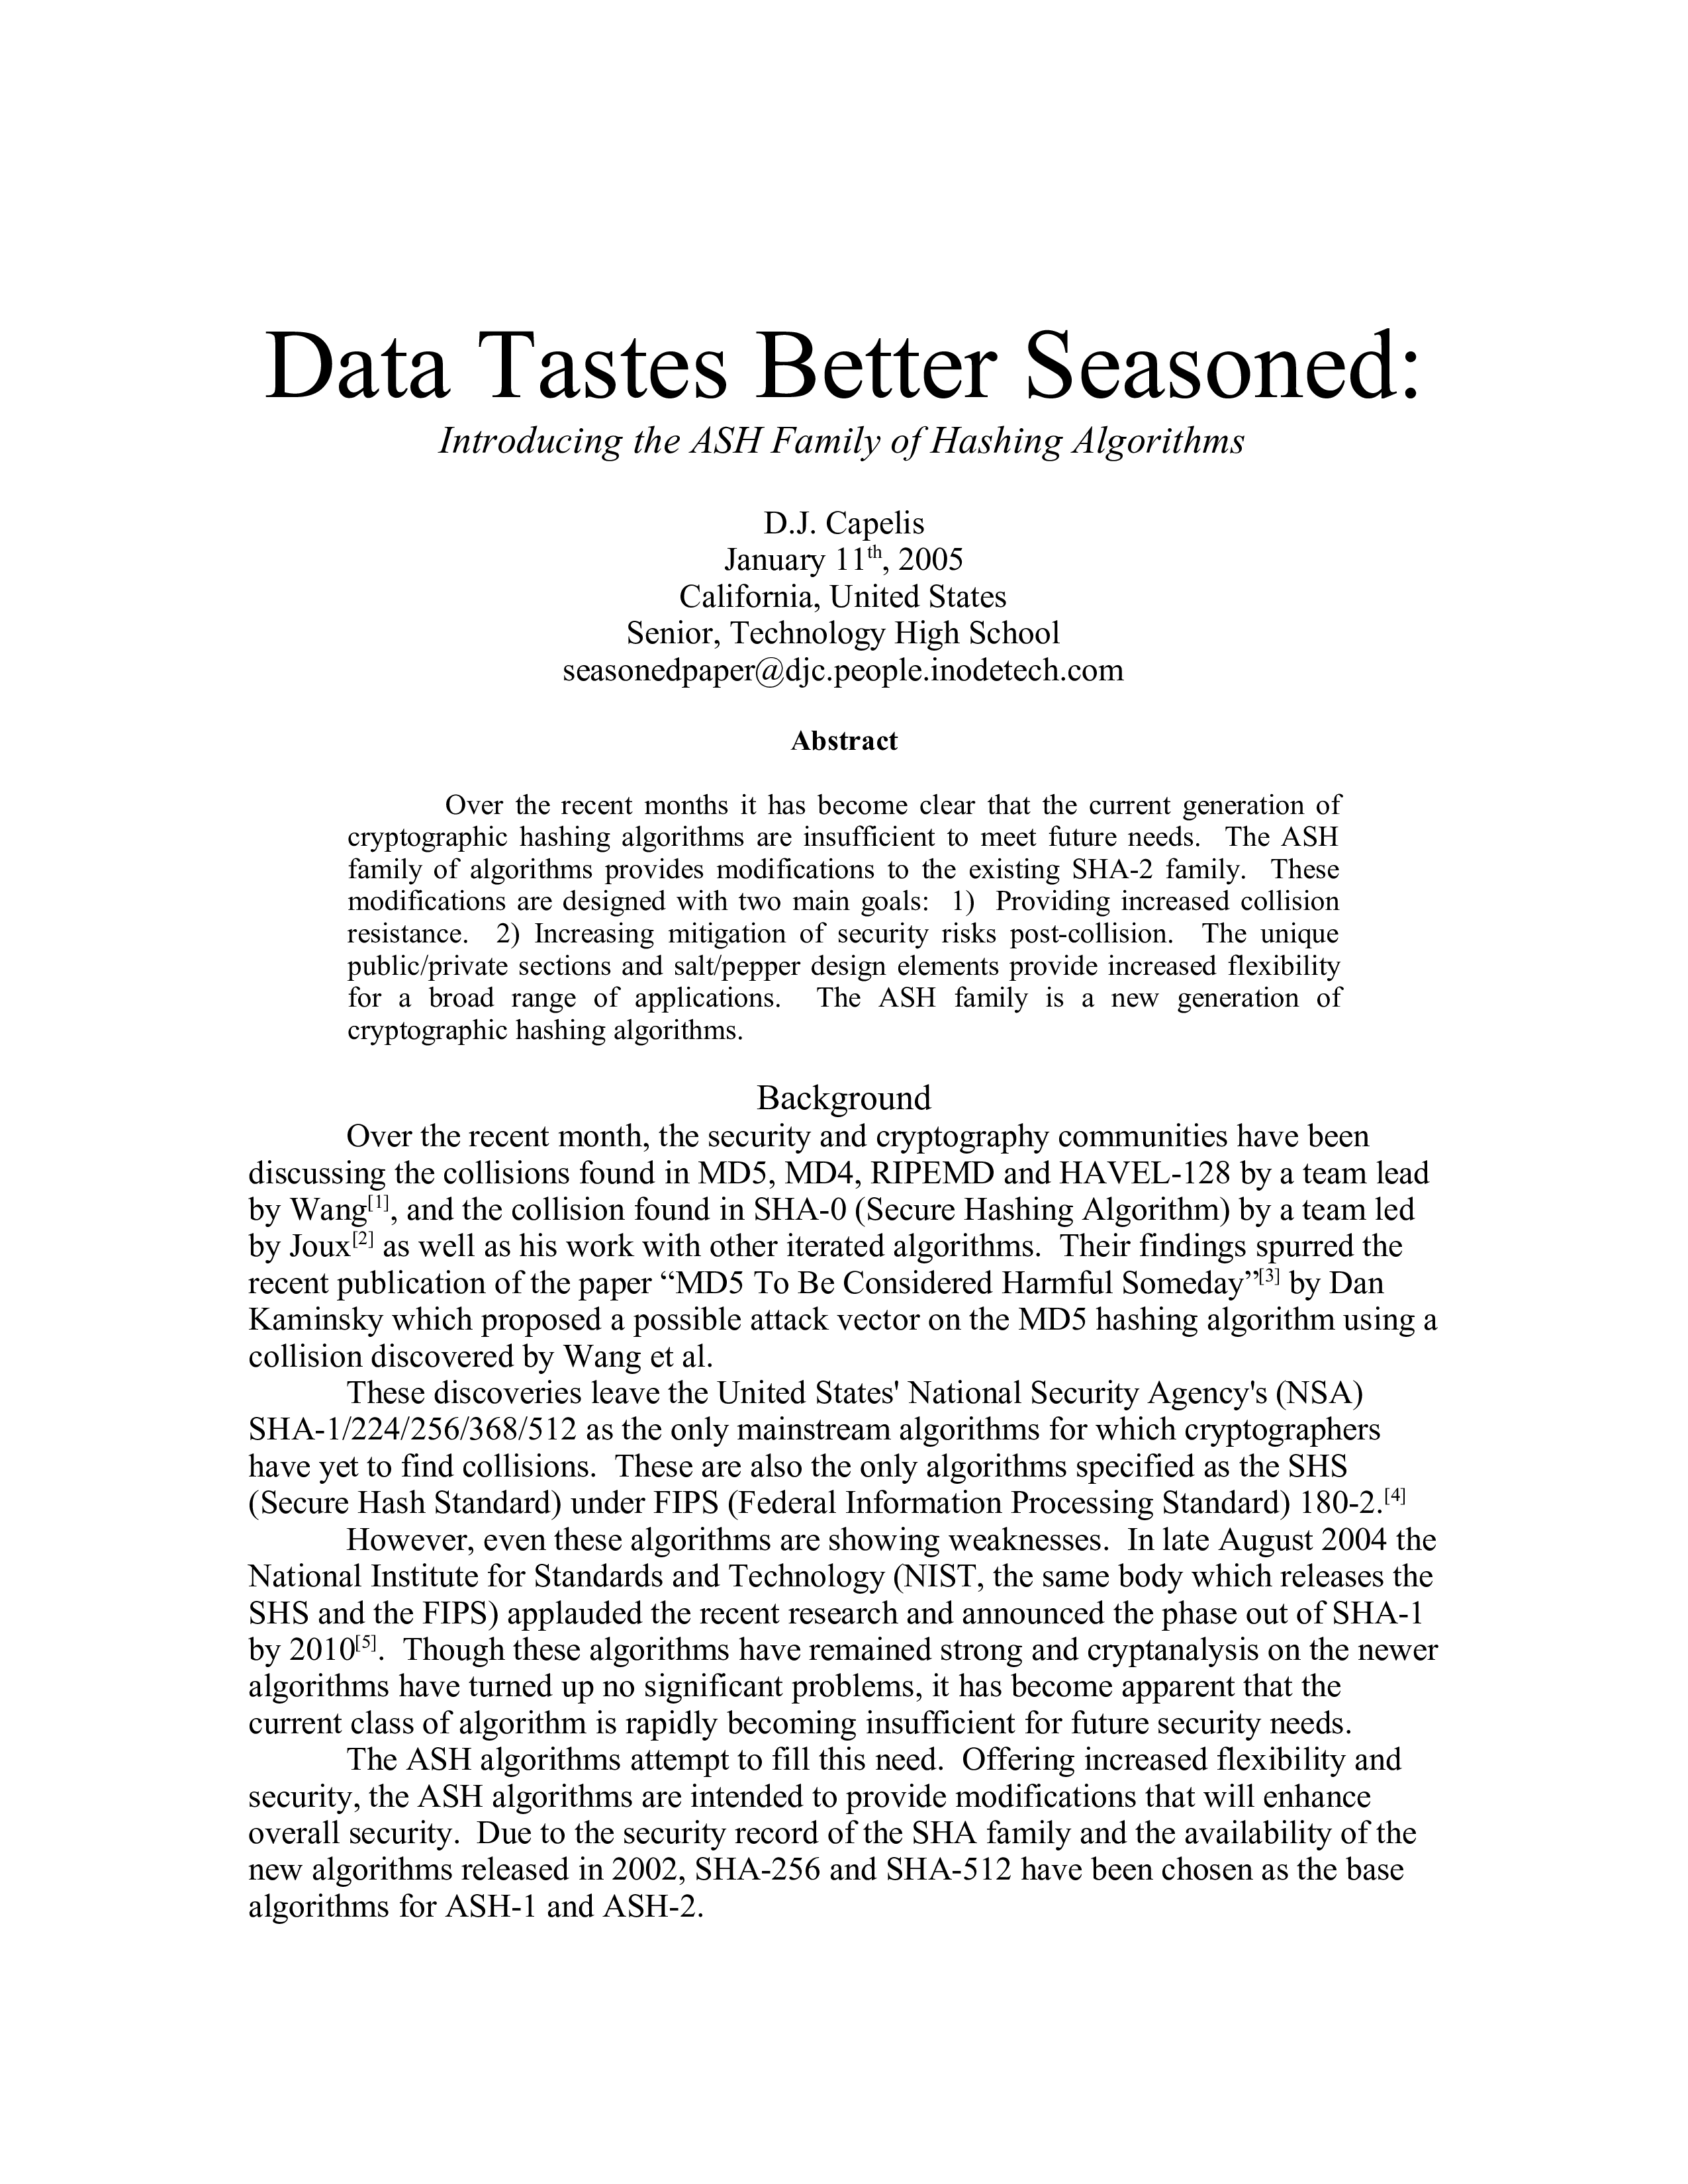 Data Tastes Better Seasoned:
Introducing the ASH Family of Hashing Algorithms
D.J. Capelis
January 11th, 2005
California, United States
Senior, Technology High School
seasonedpaper@djc.people.inodetech.com
Abstract
Over the recent months it has become clear that the current generation of
cryptographic hashing algorithms are insufficient to meet future needs. The ASH
family of algorithms provides modifications to the existing SHA-2 family. These
modifications are designed with two main goals: 1) Providing increased collision
resistance. 2) Increasing mitigation of security risks post-collision. The unique
public/private sections and salt/pepper design elements provide increased flexibility
for a broad range of applications. The ASH family is a new generation of
cryptographic hashing algorithms.
Background
Over the recent month, the security and cryptography communities have been
discussing the collisions found in MD5, MD4, RIPEMD and HAVEL-128 by a team lead
by Wang[1], and the collision found in SHA-0 (Secure Hashing Algorithm) by a team led
by Joux[2] as well as his work with other iterated algorithms. Their findings spurred the
recent publication of the paper “MD5 To Be Considered Harmful Someday”[3] by Dan
Kaminsky which proposed a possible attack vector on the MD5 hashing algorithm using a
collision discovered by Wang et al.
These discoveries leave the United States' National Security Agency's (NSA)
SHA-1/224/256/368/512 as the only mainstream algorithms for which cryptographers
have yet to find collisions. These are also the only algorithms specified as the SHS
(Secure Hash Standard) under FIPS (Federal Information Processing Standard) 180-2.[4]
However, even these algorithms are showing weaknesses. In late August 2004 the
National Institute for Standards and Technology (NIST, the same body which releases the
SHS and the FIPS) applauded the recent research and announced the phase out of SHA-1
by 2010[5]. Though these algorithms have remained strong and cryptanalysis on the newer
algorithms have turned up no significant problems, it has become apparent that the
current class of algorithm is rapidly becoming insufficient for future security needs.
The ASH algorithms attempt to fill this need. Offering increased flexibility and
security, the ASH algorithms are intended to provide modifications that will enhance
overall security. Due to the security record of the SHA family and the availability of the
new algorithms released in 2002, SHA-256 and SHA-512 have been chosen as the base
algorithms for ASH-1 and ASH-2.